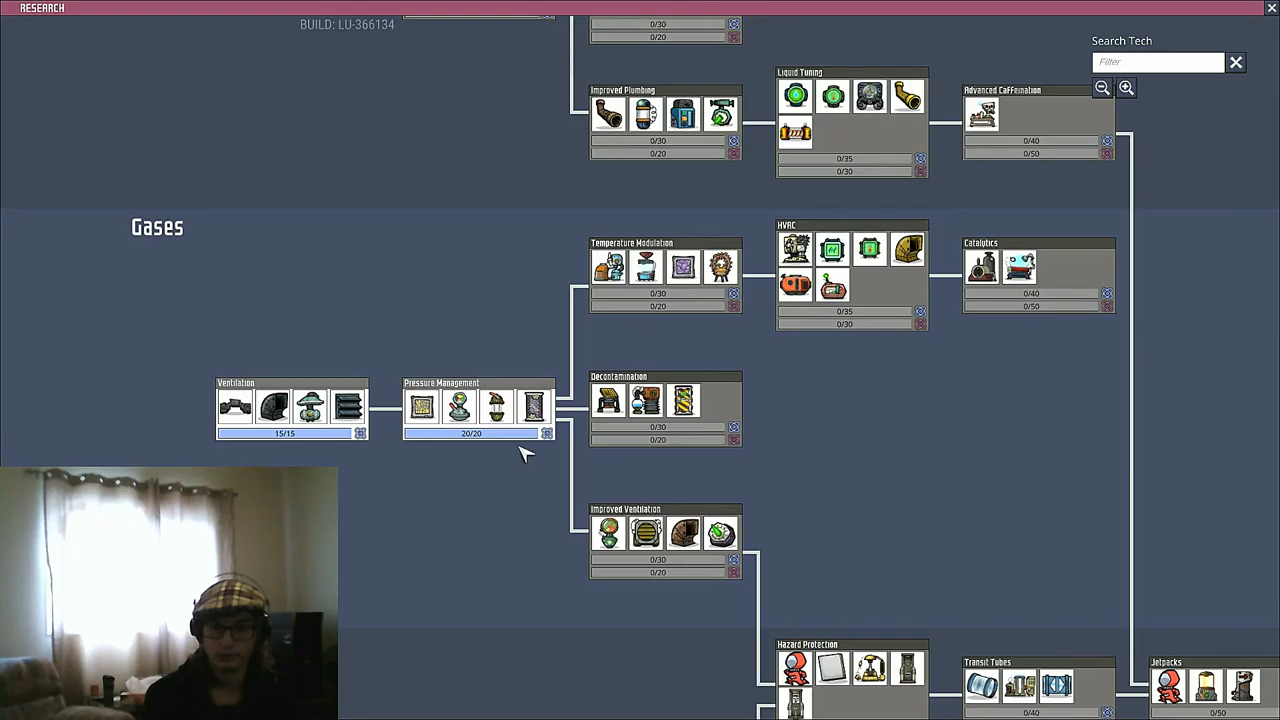 RESEARCH
BUILD: LU-366134
0/30
0/20
Search Tech
Filter
Improved Plumbing
0/30
0/20
Liquid Tuning
0/35
0/30
Advanced Caffeination
0/40
0/50
Gases
Temperature Modulation
0/30
0/20
HVAC
0/35
0/30
Catalytics
0/40
0/50
Ventilation
15/15
Pressure Management
20/20
Decontamination
0/30
0/20
Improved Ventilation
0/30
0/20
Hazard Protection
Transit Tubes
0/40
Jetpacks
0/50